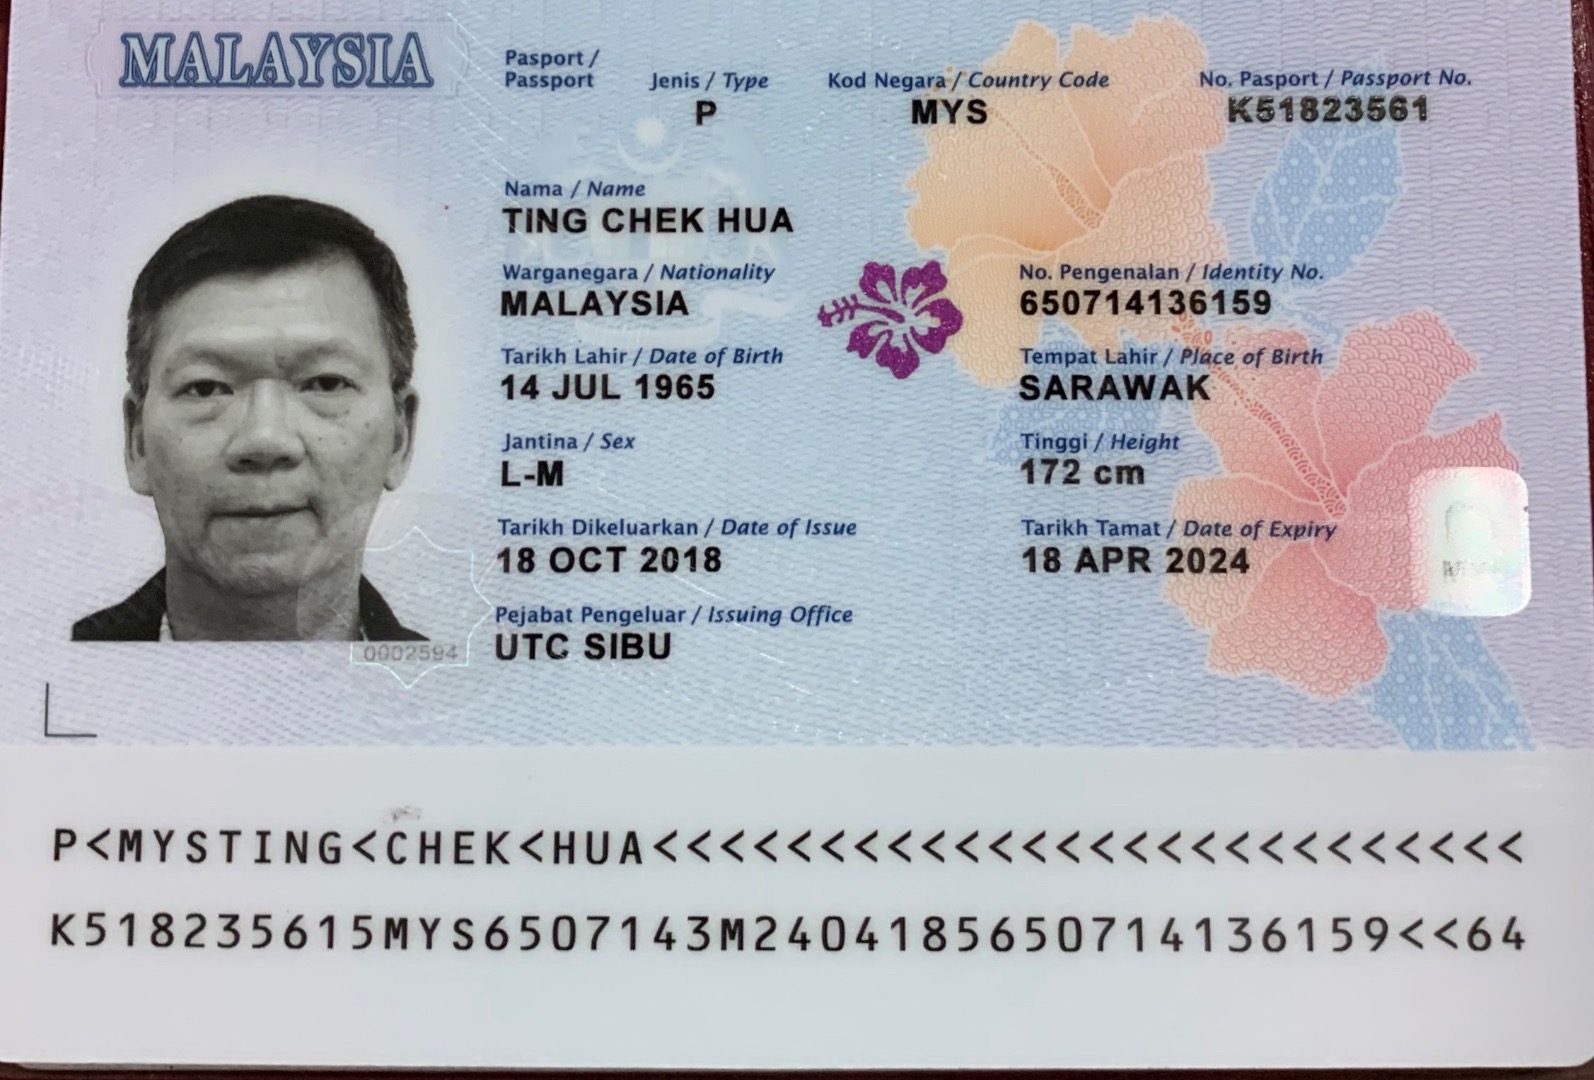 MALAYSIA
Pasport / Passport
Jenis / Type
P
Kod Negara / Country Code
MYS
No. Pasport / Passport No.
K51823561
Nama / Name
TING CHEK HUA
Warganegara / Nationality
MALAYSIA
No. Pengenalan / Identity No.
650714136159
Tarikh Lahir / Date of Birth
14 JUL 1965
Tempat Lahir / Place of Birth
SARAWAK
Jantina / Sex
L-M
Tinggi / Height
172 cm
Tarikh Dikeluarkan / Date of Issue
18 OCT 2018
Tarikh Tamat / Date of Expiry
18 APR 2024
Pejabat Pengeluar / Issuing Office
UTC SIBU
0002594
P<MYSTING<CHEK<HUA<<<<<<<<<<<<<<<<<<<<<<<<<<
K518235615MYS6507143M2404185650714136159<<64